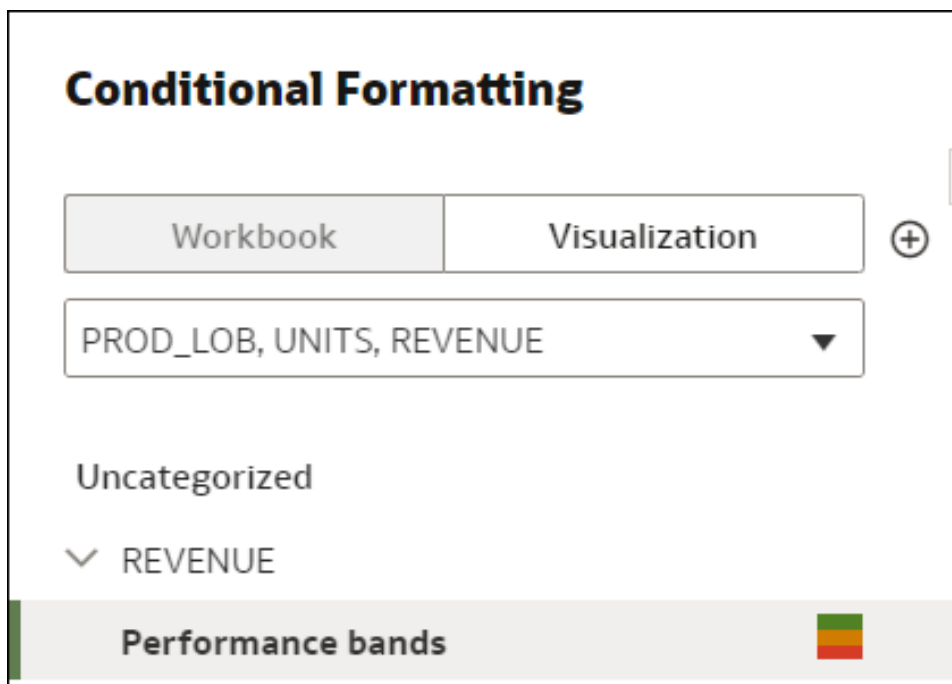 Conditional Formatting
Workbook Visualization
PROD_LOB, UNITS, REVENUE
Uncategorized
REVENUE
Performance bands